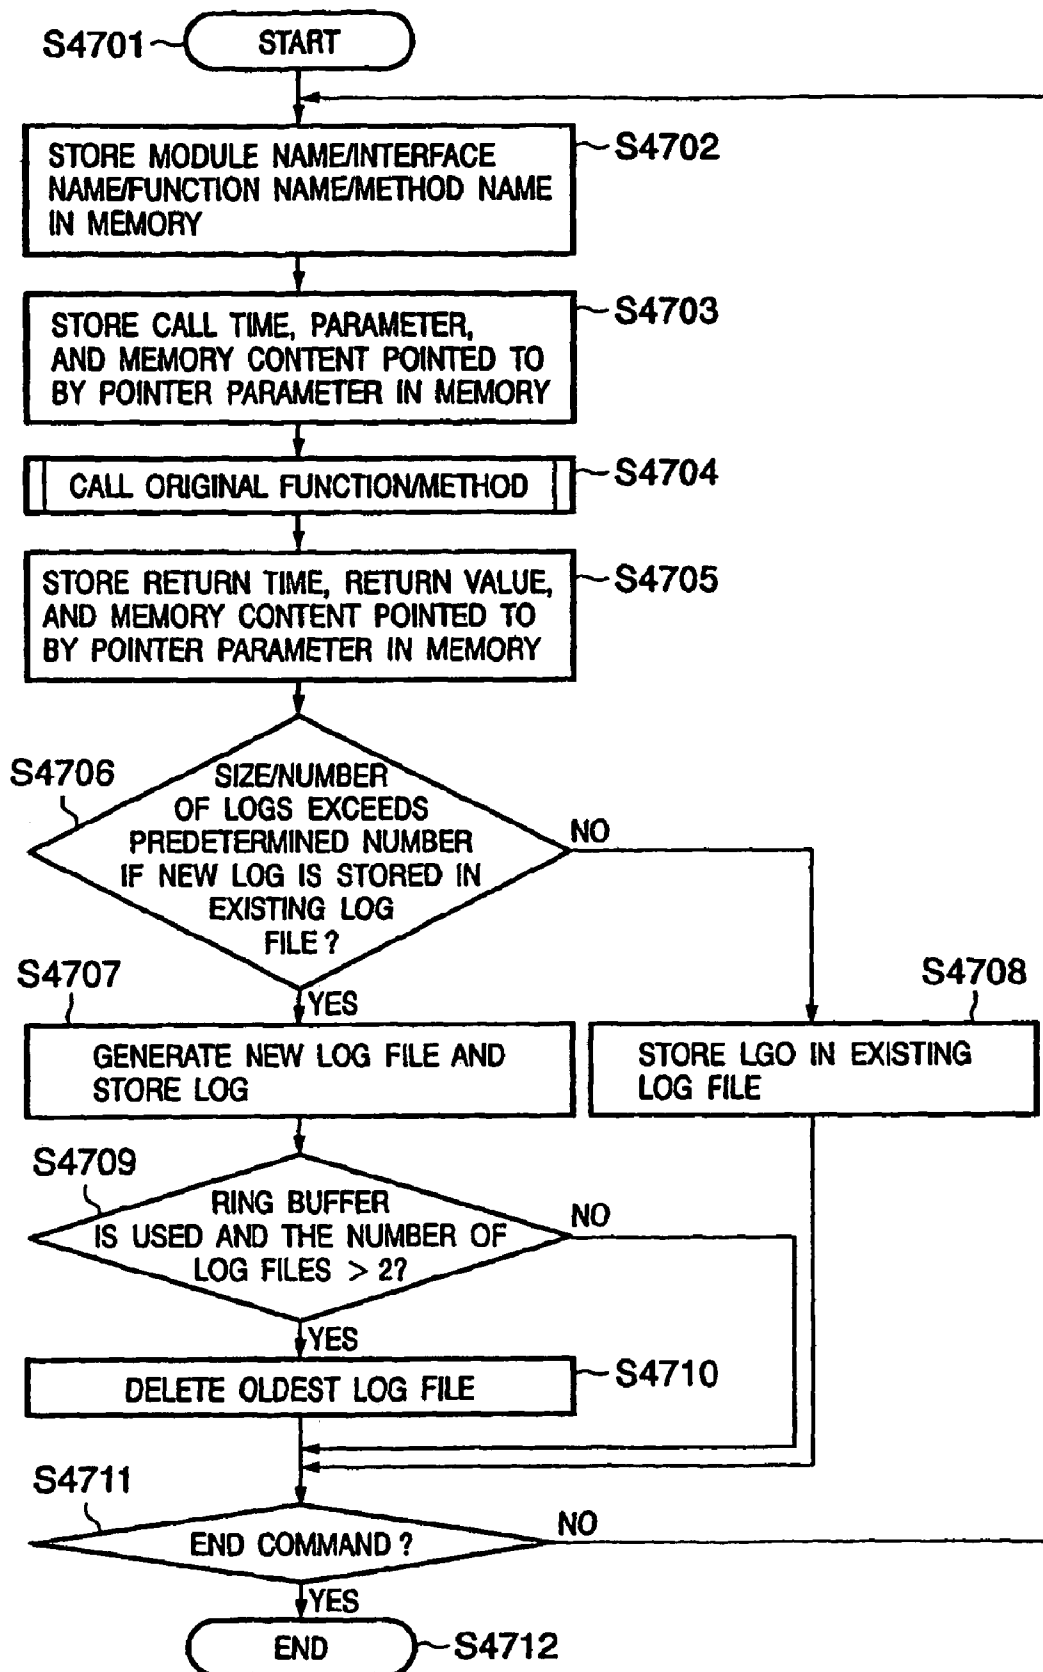 S4701
START
STORE MODULE NAME/INTERFACE
NAME/FUNCTION NAME/METHOD NAME
IN MEMORY
S4702
STORE CALL TIME, PARAMETER,
AND MEMORY CONTENT POINTED TO
BY POINTER PARAMETER IN MEMORY
S4703
CALL ORIGINAL FUNCTION/METHOD
S4704
STORE RETURN TIME, RETURN VALUE,
AND MEMORY CONTENT POINTED TO
BY POINTER PARAMETER IN MEMORY
S4705
S4706
SIZE/NUMBER
OF LOGS EXCEEDS
PREDETERMINED NUMBER
IF NEW LOG IS STORED IN
EXISTING LOG
FILE ?
NO
YES
S4707
GENERATE NEW LOG FILE AND
STORE LOG
S4708
STORE LGO IN EXISTING
LOG FILE
S4709
RING BUFFER
IS USED AND THE NUMBER OF
LOG FILES > 2?
NO
YES
DELETE OLDEST LOG FILE
S4710
S4711
END COMMAND ?
NO
YES
END
S4712